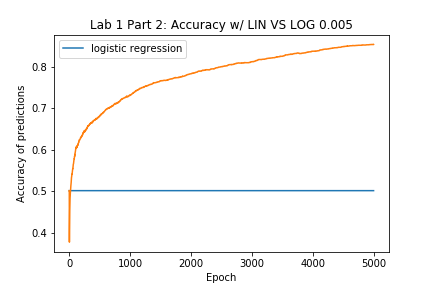 Lab 1 Part 2: Accuracy w/ LIN VS LOG 0.005
logistic regression
Accuracy of predictions
0.8
0.7
0.6
0.5
0.4
0
1000
2000
3000
4000
5000
Epoch